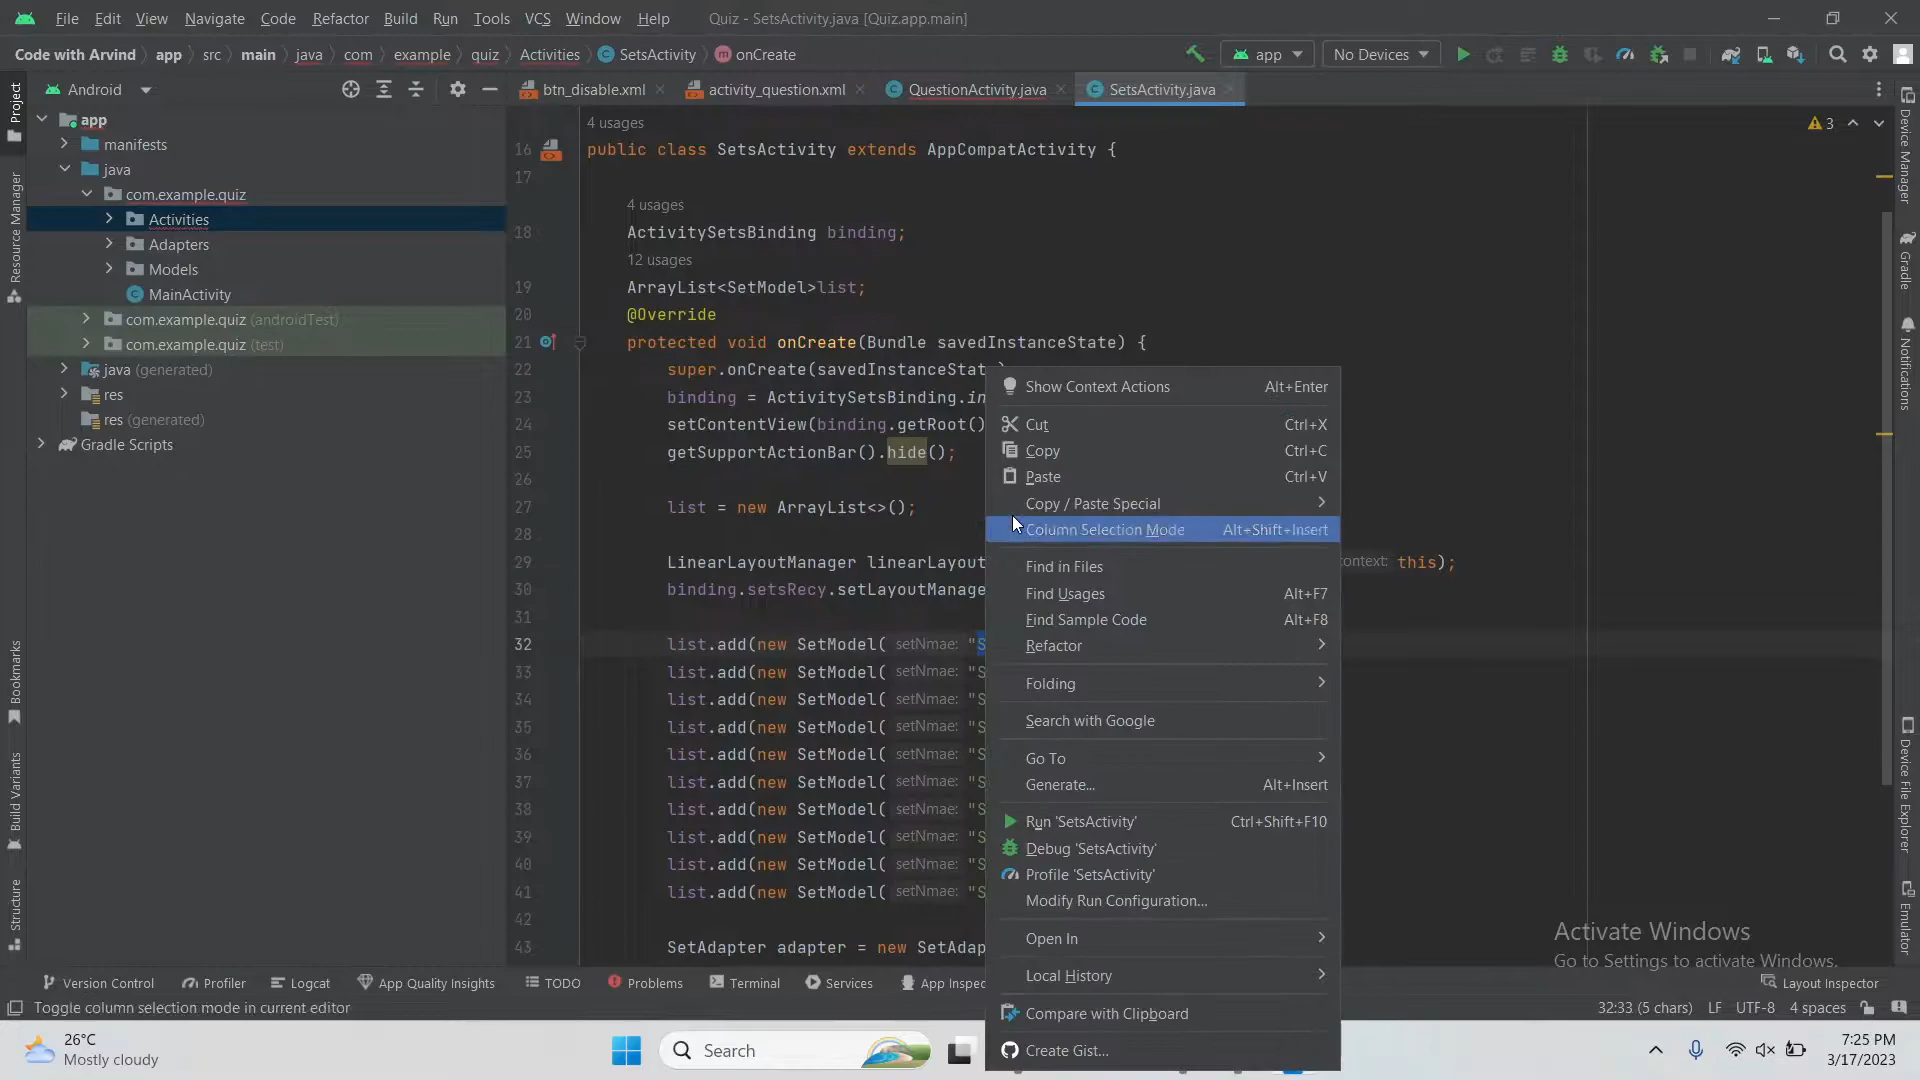 File Edit View Navigate Code Refactor Build Run Tools VCS Window Help Quiz - SetsActivity.java [Quiz.app.main]
Code with Arvind app src main java com example quiz Activities SetsActivity onCreate app No Devices
Android
btn_disable.xml activity_question.xml QuestionActivity.java SetsActivity.java
Project
Resource Manager
Bookmarks
Build Variants
Structure
app
manifests
java
com.example.quiz
Activities
Adapters
Models
MainActivity
com.example.quiz (androidTest)
com.example.quiz (test)
java (generated)
res
res (generated)
Gradle Scripts
4 usages
3
16 public class SetsActivity extends AppCompatActivity {
17
4 usages
18 ActivitySetsBinding binding;
12 usages
19 ArrayList<SetModel>list;
20 @Override
21 protected void onCreate(Bundle savedInstanceState) {
22 super.onCreate(savedInstanceState)
23 binding = ActivitySetsBinding.in
24 setContentView(binding.getRoot()
25 getSupportActionBar().hide();
26
27 list = new ArrayList<>();
28
29 LinearLayoutManager linearLayout context: this);
30 binding.setsRecy.setLayoutManage
31
32 list.add(new SetModel( setNmae: "S
33 list.add(new SetModel( setNmae: "S
34 list.add(new SetModel( setNmae: "S
35 list.add(new SetModel( setNmae: "S
36 list.add(new SetModel( setNmae: "S
37 list.add(new SetModel( setNmae: "S
38 list.add(new SetModel( setNmae: "S
39 list.add(new SetModel( setNmae: "S
40 list.add(new SetModel( setNmae: "S
41 list.add(new SetModel( setNmae: "S
42
43 SetAdapter adapter = new SetAdap
Show Context Actions Alt+Enter
Cut Ctrl+X
Copy Ctrl+C
Paste Ctrl+V
Copy / Paste Special
Column Selection Mode Alt+Shift+Insert
Find in Files
Find Usages Alt+F7
Find Sample Code Alt+F8
Refactor
Folding
Search with Google
Go To
Generate... Alt+Insert
Run 'SetsActivity' Ctrl+Shift+F10
Debug 'SetsActivity'
Profile 'SetsActivity'
Modify Run Configuration...
Open In
Local History
Compare with Clipboard
Create Gist...
Device Manager
Gradle
Notifications
Device File Explorer
Emulator
Activate Windows
Go to Settings to activate Windows.
Version Control Profiler Logcat App Quality Insights TODO Problems Terminal Services App Inspec Layout Inspector
Toggle column selection mode in current editor 32:33 (5 chars) LF UTF-8 4 spaces
26°C
Mostly cloudy
Search
7:25 PM
3/17/2023